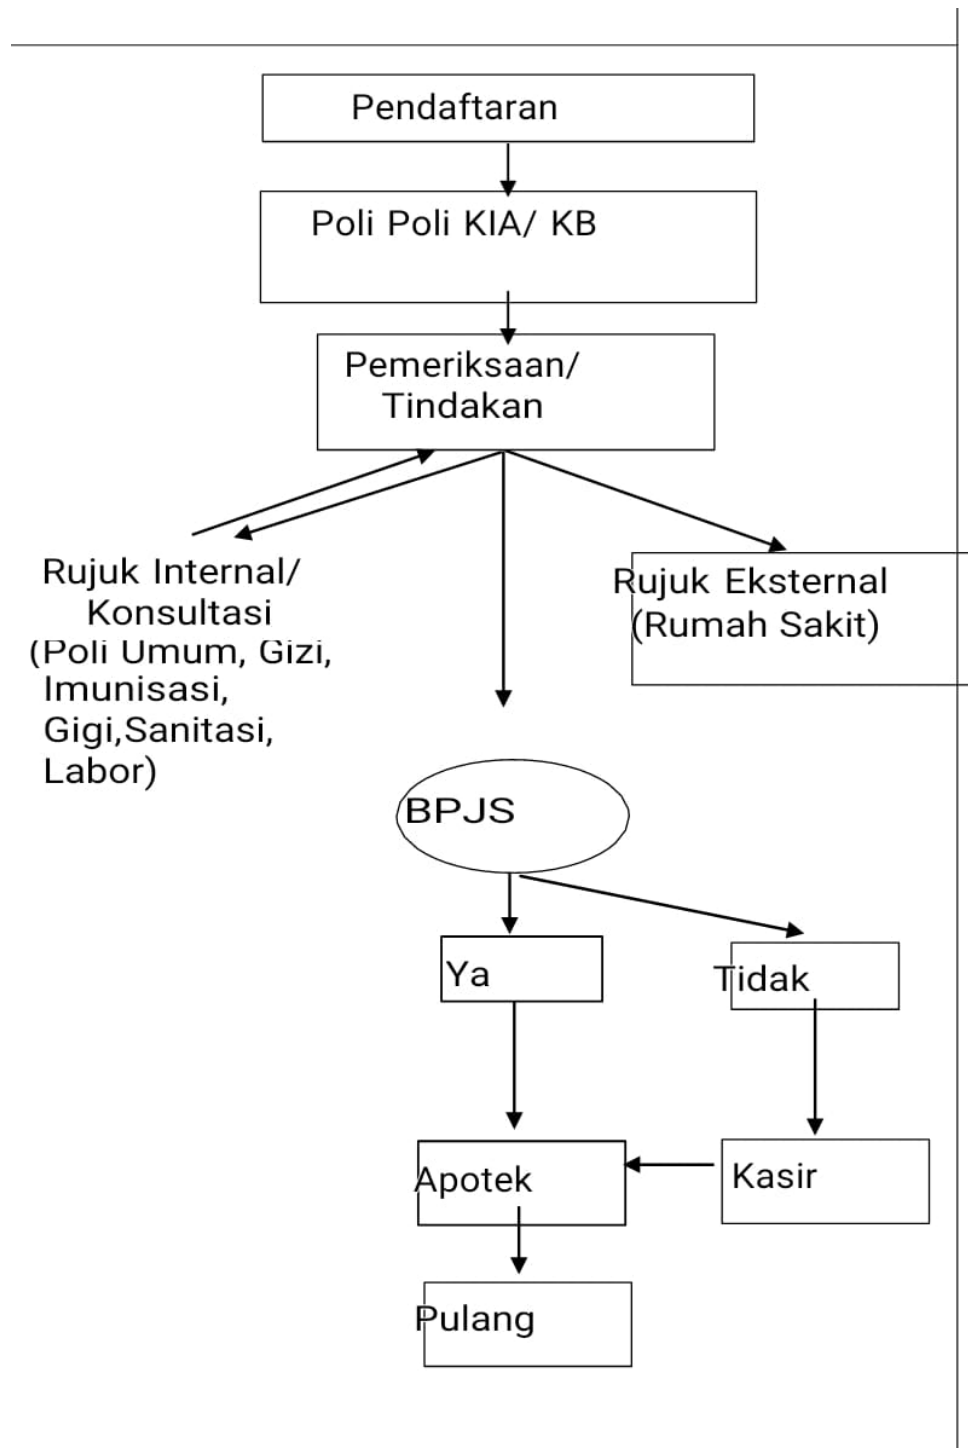 Pendaftaran
Poli Poli KIA/ KB
Pemeriksaan/
Tindakan
Rujuk Internal/
Konsultasi
(Poli Umum, Gizi,
Imunisasi,
Gigi,Sanitasi,
Labor)
Rujuk Eksternal
(Rumah Sakit)
BPJS
Ya
Tidak
Apotek
Kasir
Pulang